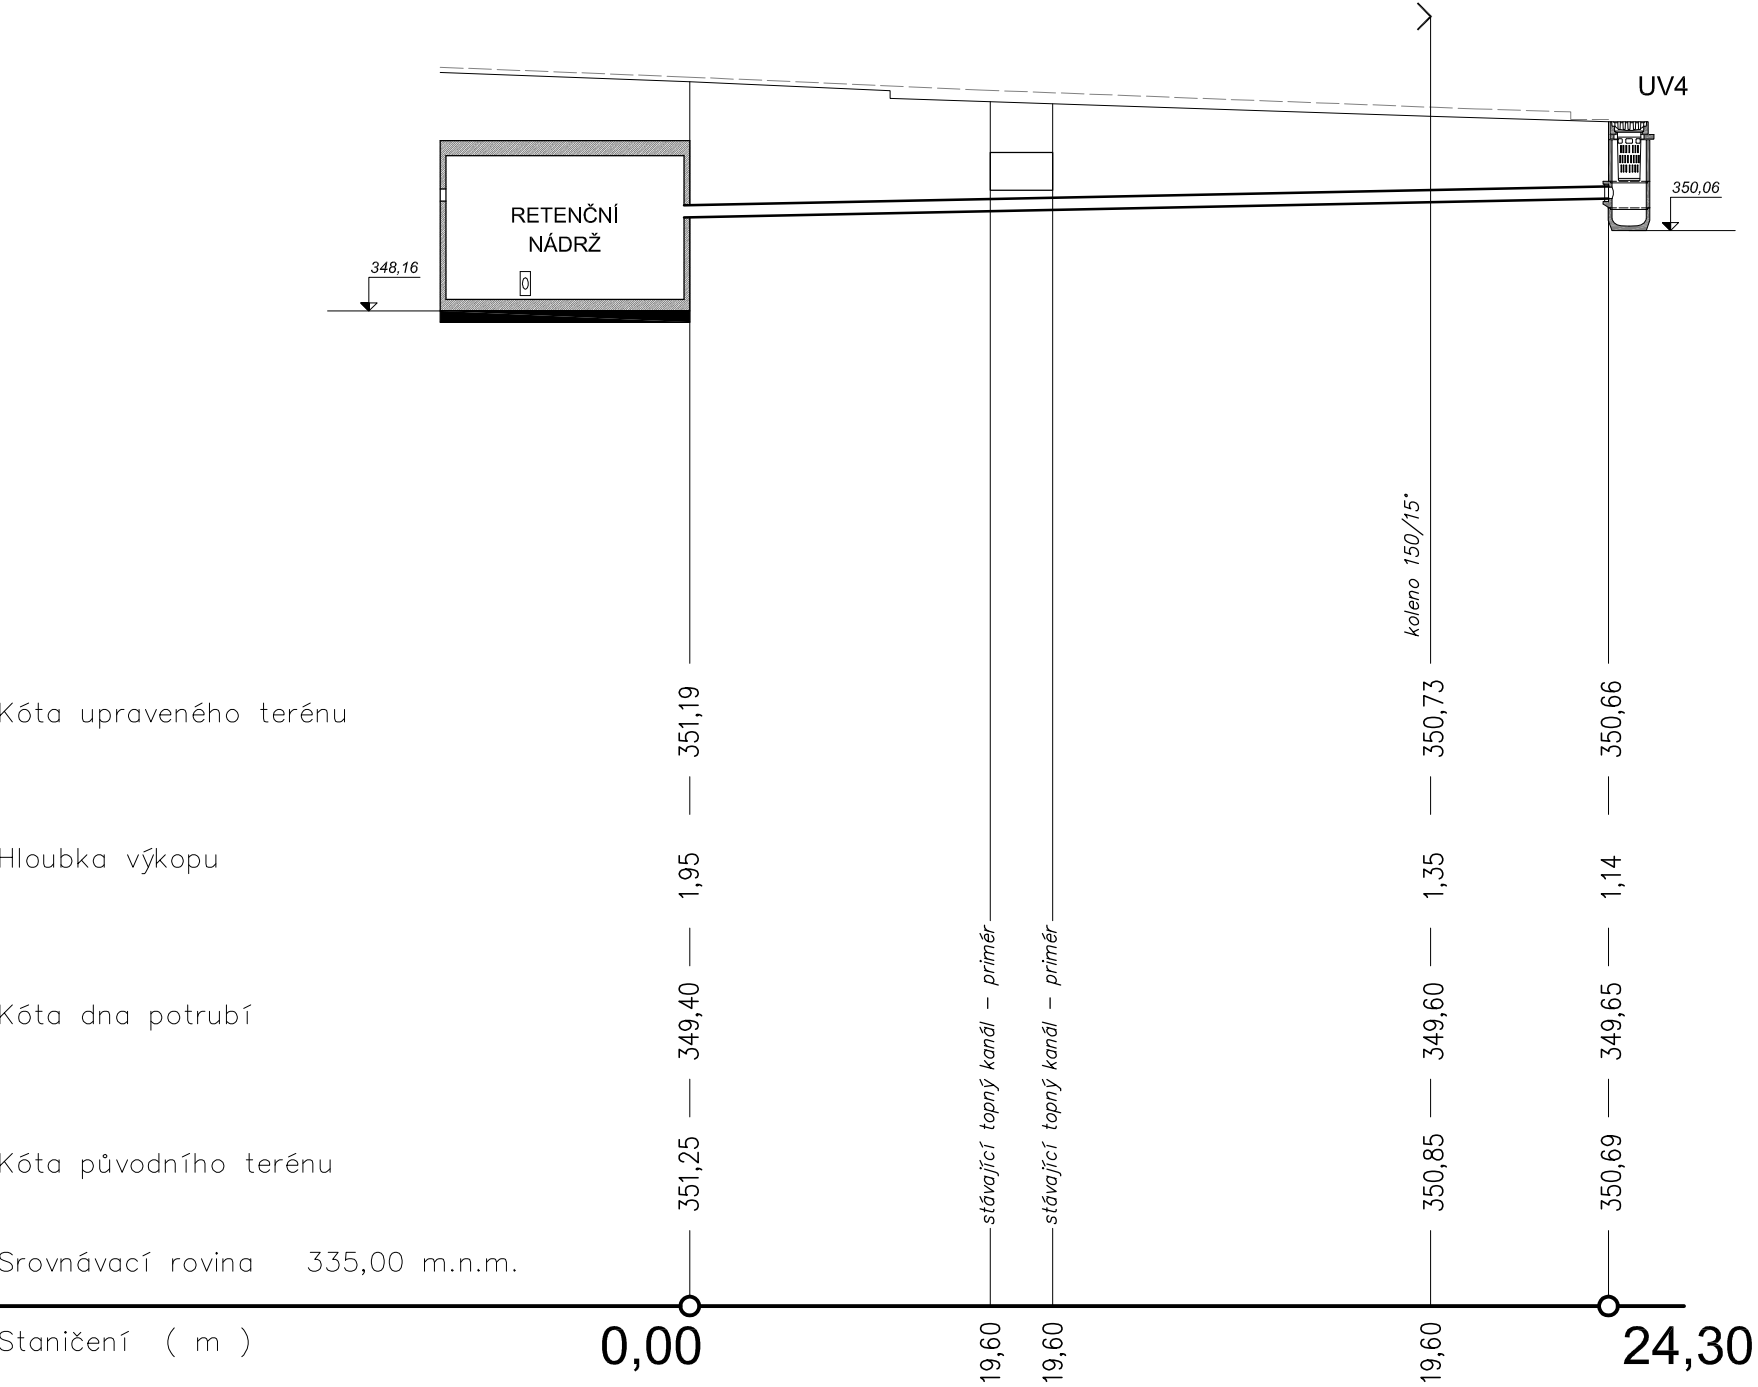 UV4
350,06
RETENČNÍ
NÁDRŽ
348,16
koleno 150/15°
Kóta upraveného terénu 351,19 350,73 350,66
Hloubka výkopu 1,95 1,35 1,14
Kóta dna potrubí 349,40 349,60 349,65
stávající topný kanál - primér
stávající topný kanál - primér
Kóta původního terénu 351,25 350,85 350,69
Srovnávací rovina 335,00 m.n.m.
Staničení ( m ) 0,00 19,60 19,60 19,60 24,30